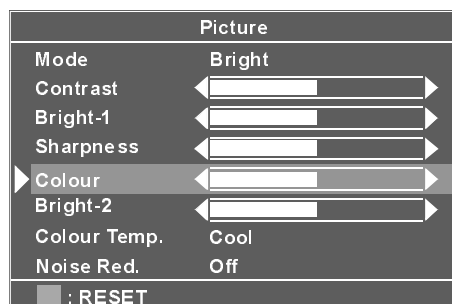 Picture
Mode Bright
Contrast
Bright-1
Sharpness
Colour
Bright-2
Colour Temp. Cool
Noise Red. Off
: RESET